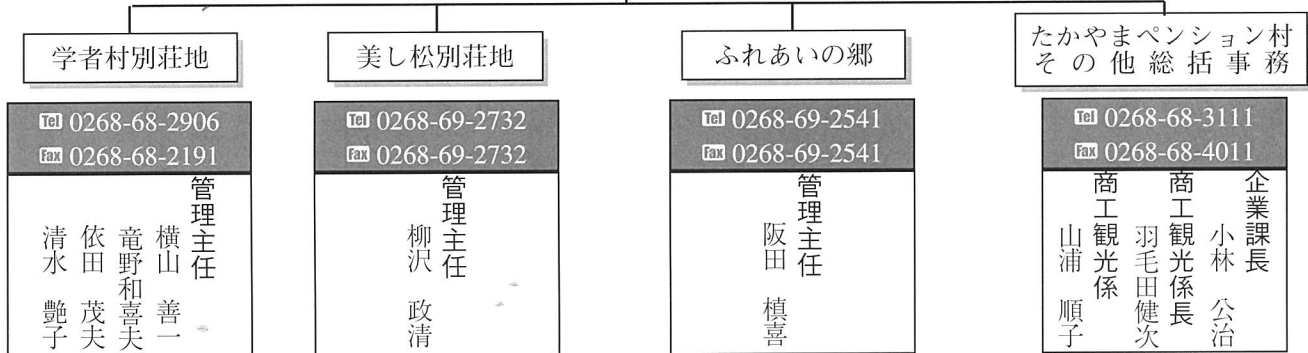 学者村別荘地
Tel 0268-68-2906
Fax 0268-68-2191
管理主任
横山 善一
竜野和喜夫
依田 茂夫
清水 艶子
美し松別荘地
Tel 0268-69-2732
Fax 0268-69-2732
管理主任
柳沢 政清
ふれあいの郷
Tel 0268-69-2541
Fax 0268-69-2541
管理主任
阪田 槙喜
たかやまペンション村
その他総括事務
Tel 0268-68-3111
Fax 0268-68-4011
企業課長
小林 公治
商工観光係長
羽毛田健次
商工観光係
山浦 順子